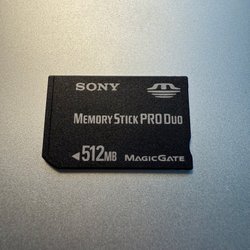 SONY
MEMORY STICK PRO DUO
◄512MB MAGICGATE